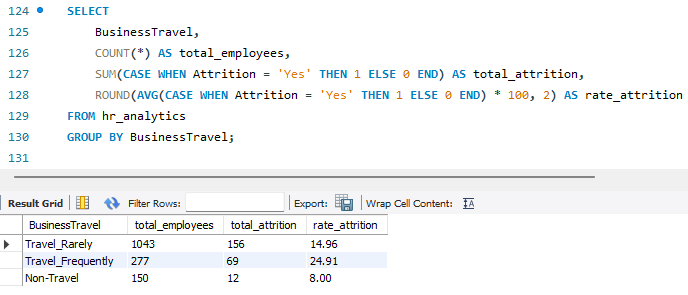 124 SELECT
125 BusinessTravel,
126 COUNT(*) AS total_employees,
127 SUM(CASE WHEN Attrition = 'Yes' THEN 1 ELSE 0 END) AS total_attrition,
128 ROUND(AVG(CASE WHEN Attrition = 'Yes' THEN 1 ELSE 0 END) * 100, 2) AS rate_attrition
129 FROM hr_analytics
130 GROUP BY BusinessTravel;
131
Result Grid Filter Rows: Export: Wrap Cell Content: IA
BusinessTravel total_employees total_attrition rate_attrition
Travel_Rarely 1043 156 14.96
Travel_Frequently 277 69 24.91
Non-Travel 150 12 8.00